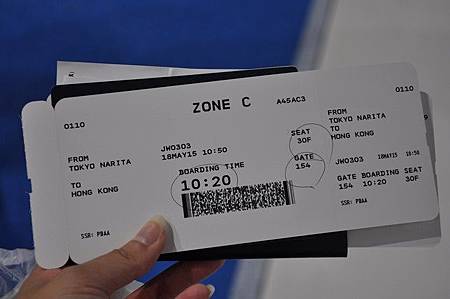 ZONE C
A45AC3
0110
FROM
TOKYO NARITA
TO
HONG KONG
JW0303
18MAY15 10:50
BOARDING TIME
10:20
SEAT
30F
GATE
154
SSR: PBAA
0110
FROM
TOKYO NARITA
TO
HONG KONG
JW0303 18MAY15 10:50
GATE BOARDING SEAT
154 10:20 30F
SSR: PBAA